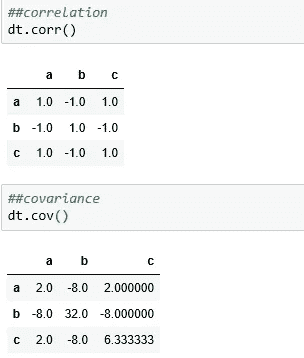 ##correlation
dt.corr()
a b c
a 1.0 -1.0 1.0
b -1.0 1.0 -1.0
c 1.0 -1.0 1.0
##covariance
dt.cov()
a b c
a 2.0 -8.0 2.000000
b -8.0 32.0 -8.000000
c 2.0 -8.0 6.333333